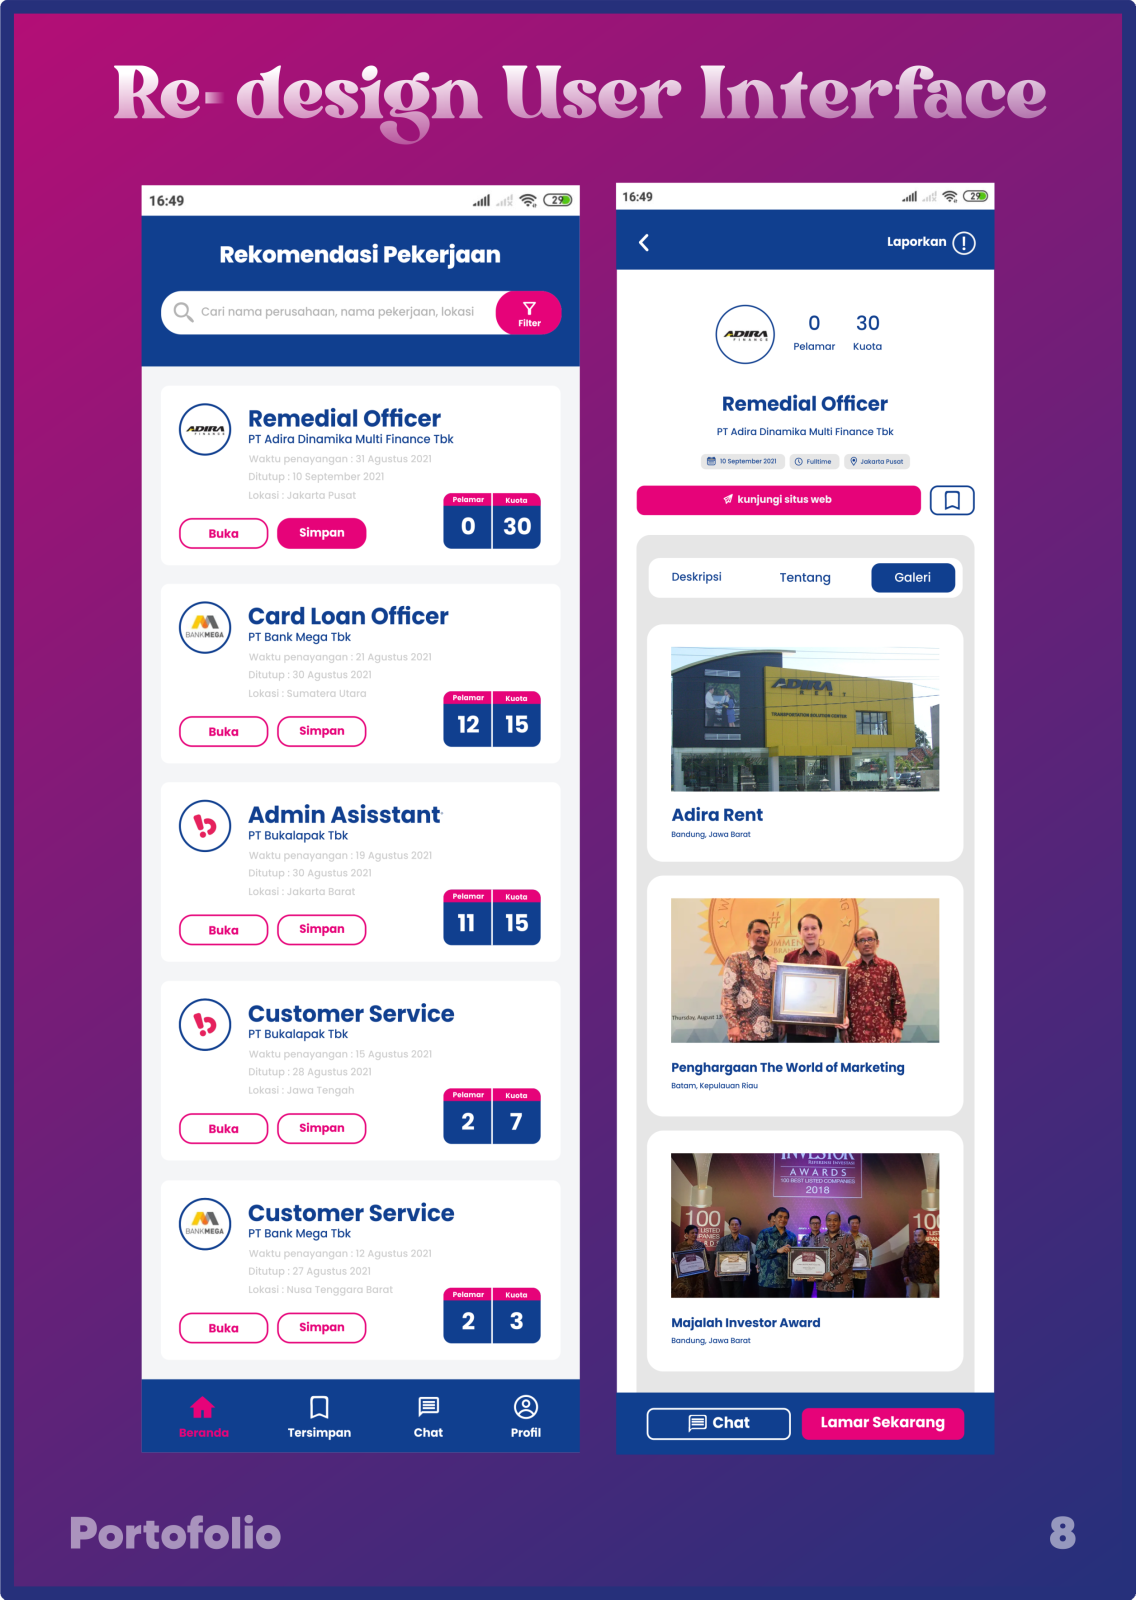 Re-design User Interface
16:49
29
Rekomendasi Pekerjaan
Cari nama perusahaan, nama pekerjaan, lokasi
Filter
ADIRA
FINANCE
Remedial Officer
PT Adira Dinamika Multi Finance Tbk
Waktu penayangan : 31 Agustus 2021
Ditutup : 10 September 2021
Lokasi : Jakarta Pusat
Pelamar Kuota
0 30
Buka Simpan
BANKMEGA
Card Loan Officer
PT Bank Mega Tbk
Waktu penayangan : 21 Agustus 2021
Ditutup : 30 Agustus 2021
Lokasi : Sumatera Utara
Pelamar Kuota
12 15
Buka Simpan
Admin Asisstant
PT Bukalapak Tbk
Waktu penayangan : 19 Agustus 2021
Ditutup : 30 Agustus 2021
Lokasi : Jakarta Barat
Pelamar Kuota
11 15
Buka Simpan
Customer Service
PT Bukalapak Tbk
Waktu penayangan : 15 Agustus 2021
Ditutup : 28 Agustus 2021
Lokasi : Jawa Tengah
Pelamar Kuota
2 7
Buka Simpan
BANKMEGA
Customer Service
PT Bank Mega Tbk
Waktu penayangan : 12 Agustus 2021
Ditutup : 27 Agustus 2021
Lokasi : Nusa Tenggara Barat
Pelamar Kuota
2 3
Buka Simpan
Beranda Tersimpan Chat Profil
16:49
29
Laporkan
ADIRA
FINANCE
0 30
Pelamar Kuota
Remedial Officer
PT Adira Dinamika Multi Finance Tbk
10 September 2021 Fulltime Jakarta Pusat
kunjungi situs web
Deskripsi Tentang Galeri
ADIRA
RENT
TRANSPORTATION SOLUTION CENTER
Adira Rent
Bandung, Jawa Barat
#1
Thursday, August 13
Penghargaan The World of Marketing
Batam, Kepulauan Riau
INVESTOR
AWARDS
100 BEST LISTED COMPANIES
2018
100
LISTED
100
Majalah Investor Award
Bandung, Jawa Barat
Chat Lamar Sekarang
Portofolio 8